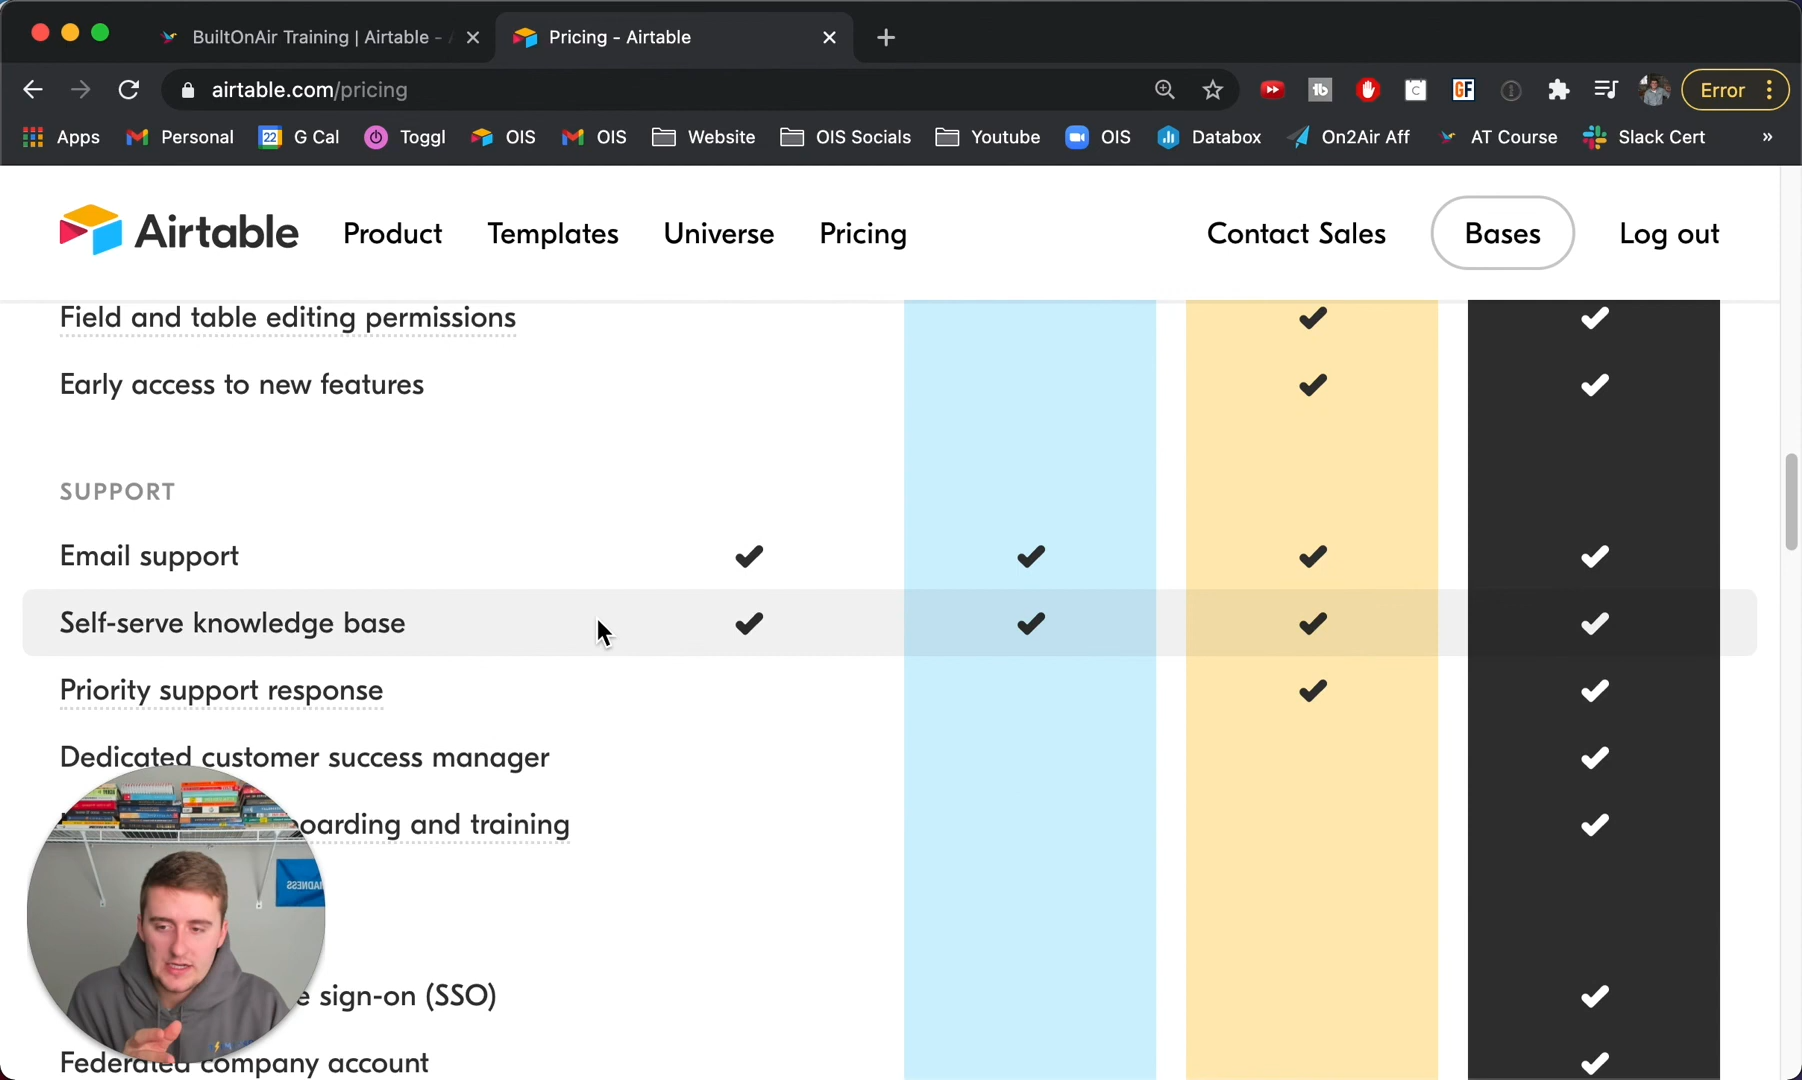 BuiltOnAir Training | Airtable -
Pricing - Airtable
airtable.com/pricing
Error
Apps
Personal
22
G Cal
Toggl
OIS
OIS
Website
OIS Socials
Youtube
OIS
Databox
On2Air Aff
AT Course
Slack Cert
»
Airtable
Product
Templates
Universe
Pricing
Contact Sales
Bases
Log out
Field and table editing permissions
Early access to new features
SUPPORT
Email support
Self-serve knowledge base
Priority support response
Dedicated customer success manager
oarding and training
e sign-on (SSO)
Federated company account